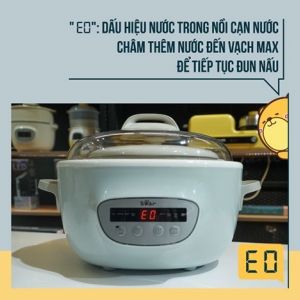 "E0": DẤU HIỆU NƯỚC TRONG NỒI CẠN NƯỚC
CHÂM THÊM NƯỚC ĐẾN VẠCH MAX
ĐỂ TIẾP TỤC ĐUN NẤU
Bear
E0
E0